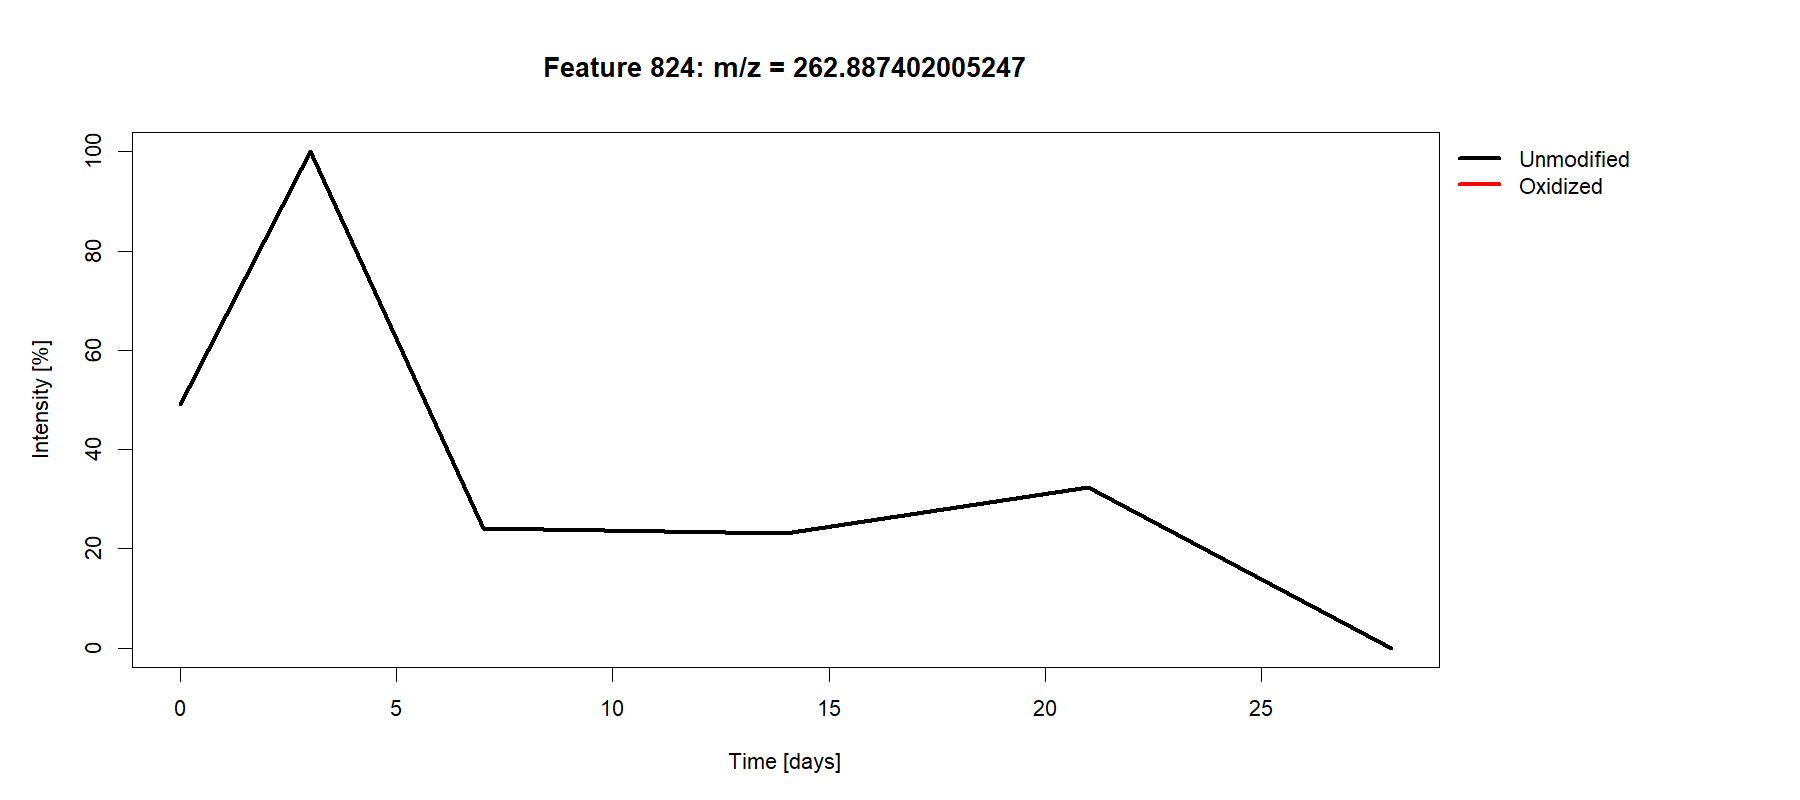 Feature 824: m/z = 262.887402005247
Unmodified
Oxidized
Intensity [%]
100
80
60
40
20
0
0 5 10 15 20 25
Time [days]